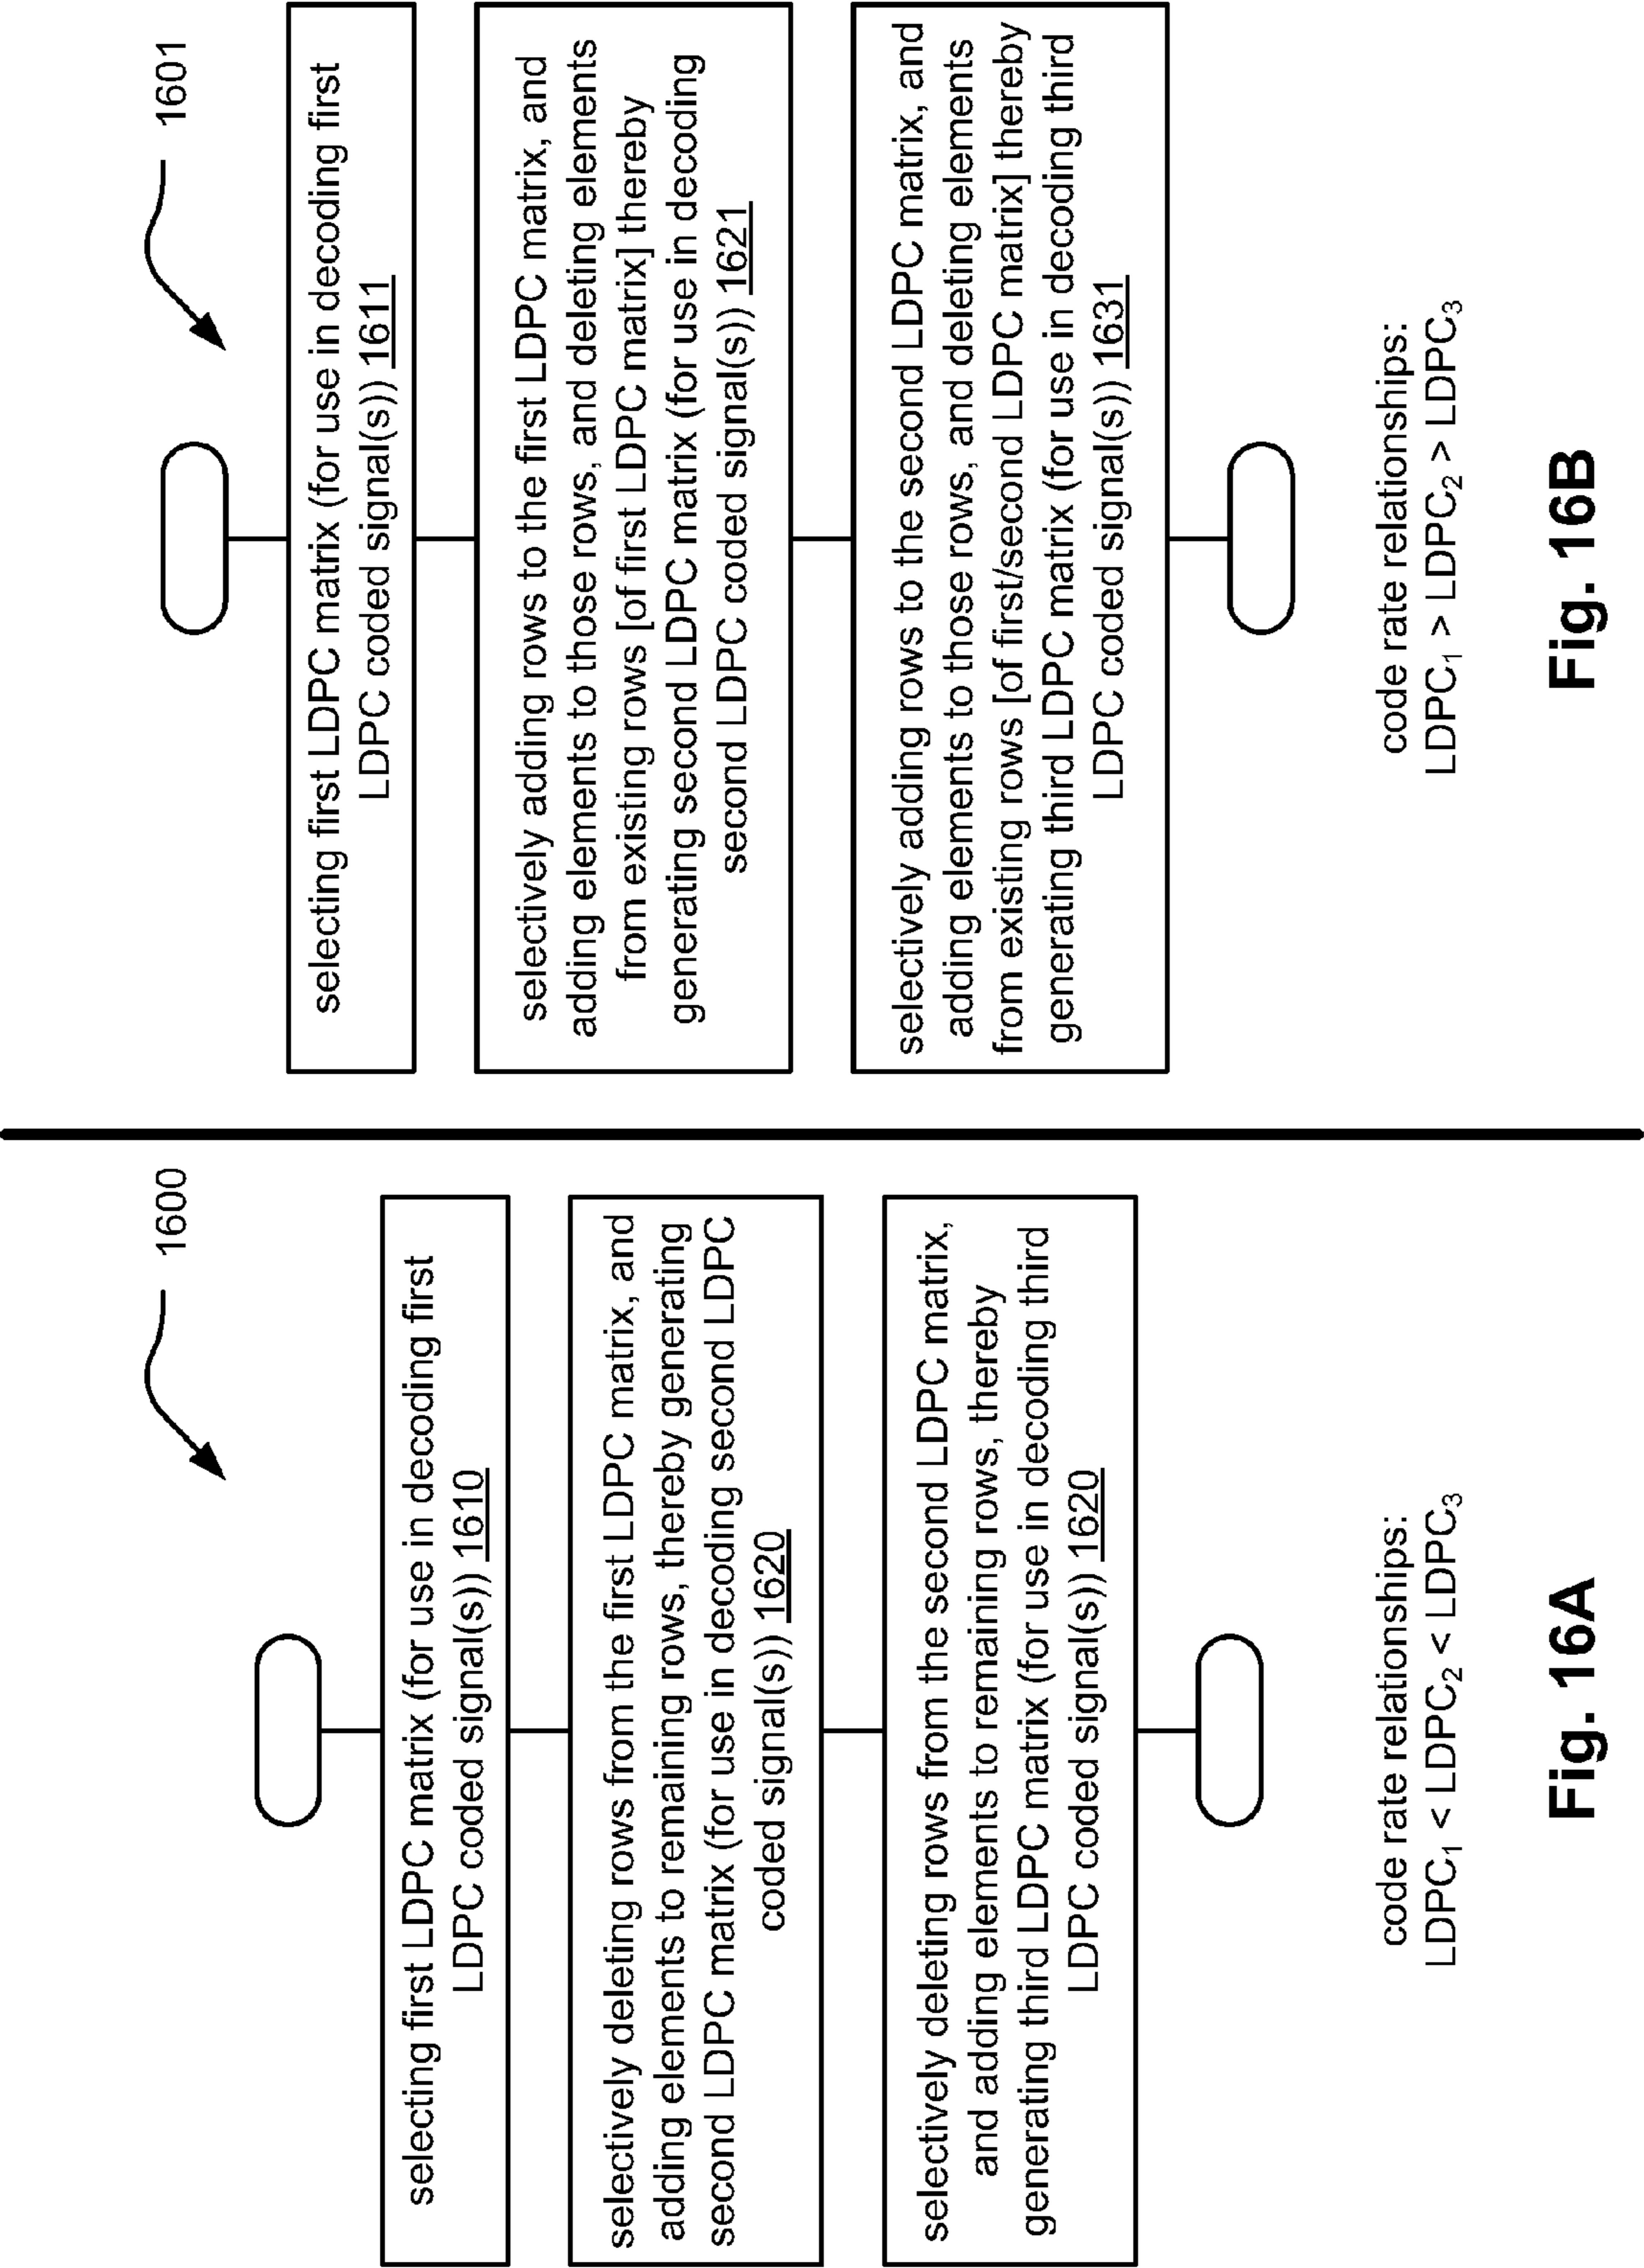 1600
selecting first LDPC matrix (for use in decoding first
LDPC coded signal(s)) 1610
selectively deleting rows from the first LDPC matrix, and
adding elements to remaining rows, thereby generating
second LDPC matrix (for use in decoding second LDPC
coded signal(s)) 1620
selectively deleting rows from the second LDPC matrix,
and adding elements to remaining rows, thereby
generating third LDPC matrix (for use in decoding third
LDPC coded signal(s)) 1620
code rate relationships:
LDPC₁ < LDPC₂ < LDPC₃
Fig. 16A
1601
selecting first LDPC matrix (for use in decoding first
LDPC coded signal(s)) 1611
selectively adding rows to the first LDPC matrix, and
adding elements to those rows, and deleting elements
from existing rows [of first LDPC matrix] thereby
generating second LDPC matrix (for use in decoding
second LDPC coded signal(s)) 1621
selectively adding rows to the second LDPC matrix, and
adding elements to those rows, and deleting elements
from existing rows [of first/second LDPC matrix] thereby
generating third LDPC matrix (for use in decoding third
LDPC coded signal(s)) 1631
code rate relationships:
LDPC₁ > LDPC₂ > LDPC₃
Fig. 16B